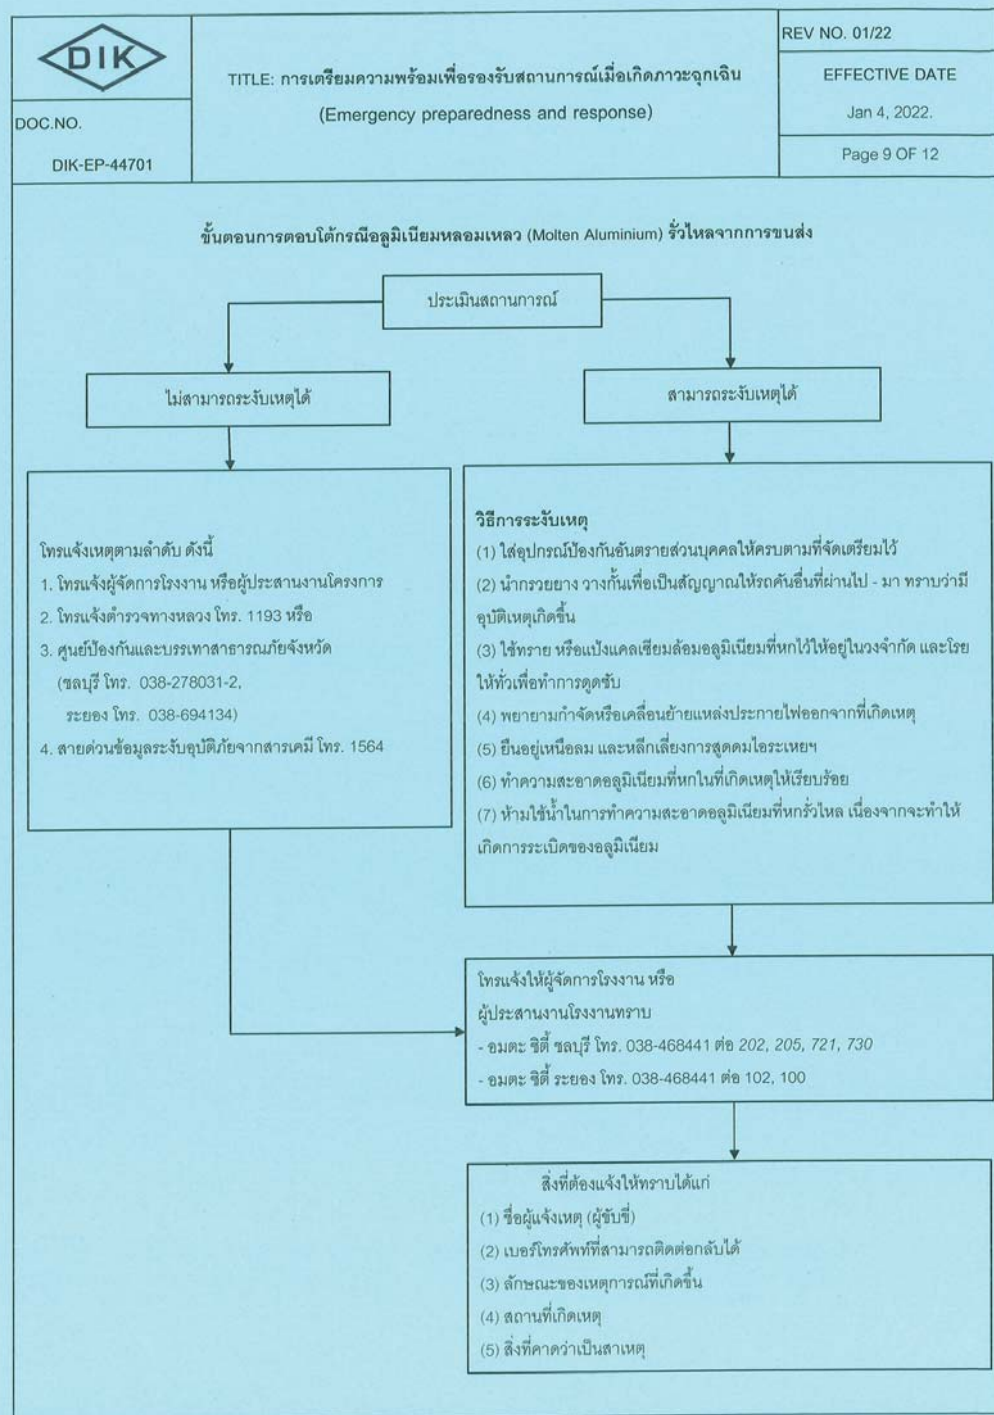 DIK
DOC.NO.
DIK-EP-44701
TITLE: การเตรียมความพร้อมเพื่อรองรับสถานการณ์เมื่อเกิดภาวะฉุกเฉิน
(Emergency preparedness and response)
REV NO. 01/22
EFFECTIVE DATE
Jan 4, 2022.
Page 9 OF 12
ขั้นตอนการตอบโต้กรณีอลูมิเนียมหลอมเหลว (Molten Aluminium) รั่วไหลจากการขนส่ง
ประเมินสถานการณ์
ไม่สามารถระงับเหตุได้
สามารถระงับเหตุได้
โทรแจ้งเหตุตามลำดับ ดังนี้
1. โทรแจ้งผู้จัดการโรงงาน หรือผู้ประสานงานโครงการ
2. โทรแจ้งตำรวจทางหลวง โทร. 1193 หรือ
3. ศูนย์ป้องกันและบรรเทาสาธารณภัยจังหวัด
(ชลบุรี โทร. 038-278031-2,
ระยอง โทร. 038-694134)
4. สายด่วนข้อมูลระงับอุบัติภัยจากสารเคมี โทร. 1564
วิธีการระงับเหตุ
(1) ใส่อุปกรณ์ป้องกันอันตรายส่วนบุคคลให้ครบตามที่จัดเตรียมไว้
(2) นำกรวยยาง วางกั้นเพื่อเป็นสัญญาณให้รถคันอื่นที่ผ่านไป - มา ทราบว่ามี
อุบัติเหตุเกิดขึ้น
(3) ใช้ทราย หรือแป้งแคลเซียมล้อมอลูมิเนียมที่หกไว้ให้อยู่ในวงจำกัด และโรย
ให้ทั่วเพื่อทำการดูดซับ
(4) พยายามกำจัดหรือเคลื่อนย้ายแหล่งประกายไฟออกจากที่เกิดเหตุ
(5) ยืนอยู่เหนือลม และหลีกเลี่ยงการสูดดมไอระเหยฯ
(6) ทำความสะอาดอลูมิเนียมที่หกในที่เกิดเหตุให้เรียบร้อย
(7) ห้ามใช้น้ำในการทำความสะอาดอลูมิเนียมที่หกรั่วไหล เนื่องจากจะทำให้
เกิดการระเบิดของอลูมิเนียม
โทรแจ้งให้ผู้จัดการโรงงาน หรือ
ผู้ประสานงานโรงงานทราบ
- อมตะ ซิตี้ ชลบุรี โทร. 038-468441 ต่อ 202, 205, 721, 730
- อมตะ ซิตี้ ระยอง โทร. 038-468441 ต่อ 102, 100
สิ่งที่ต้องแจ้งให้ทราบได้แก่
(1) ชื่อผู้แจ้งเหตุ (ผู้ขับขี่)
(2) เบอร์โทรศัพท์ที่สามารถติดต่อกลับได้
(3) ลักษณะของเหตุการณ์ที่เกิดขึ้น
(4) สถานที่เกิดเหตุ
(5) สิ่งที่คาดว่าเป็นสาเหตุ